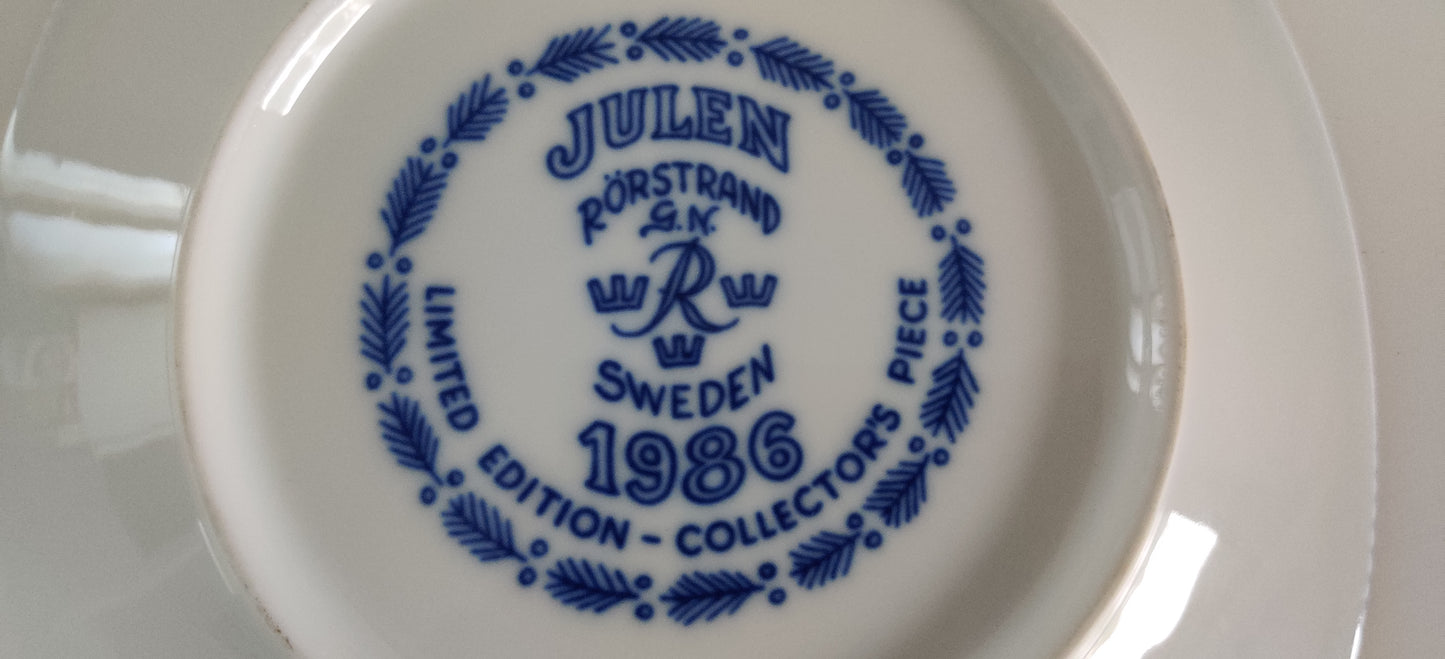 JULEN
RÖRSTRAND
G.N.
R
SWEDEN
1986
LIMITED EDITION - COLLECTOR'S PIECE